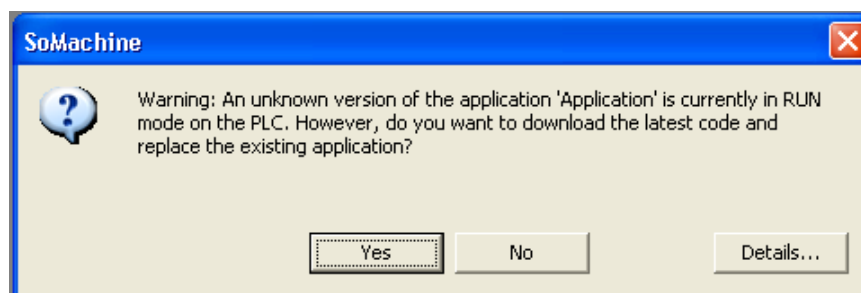 SoMachine
Warning: An unknown version of the application 'Application' is currently in RUN
mode on the PLC. However, do you want to download the latest code and
replace the existing application?
Yes No Details...